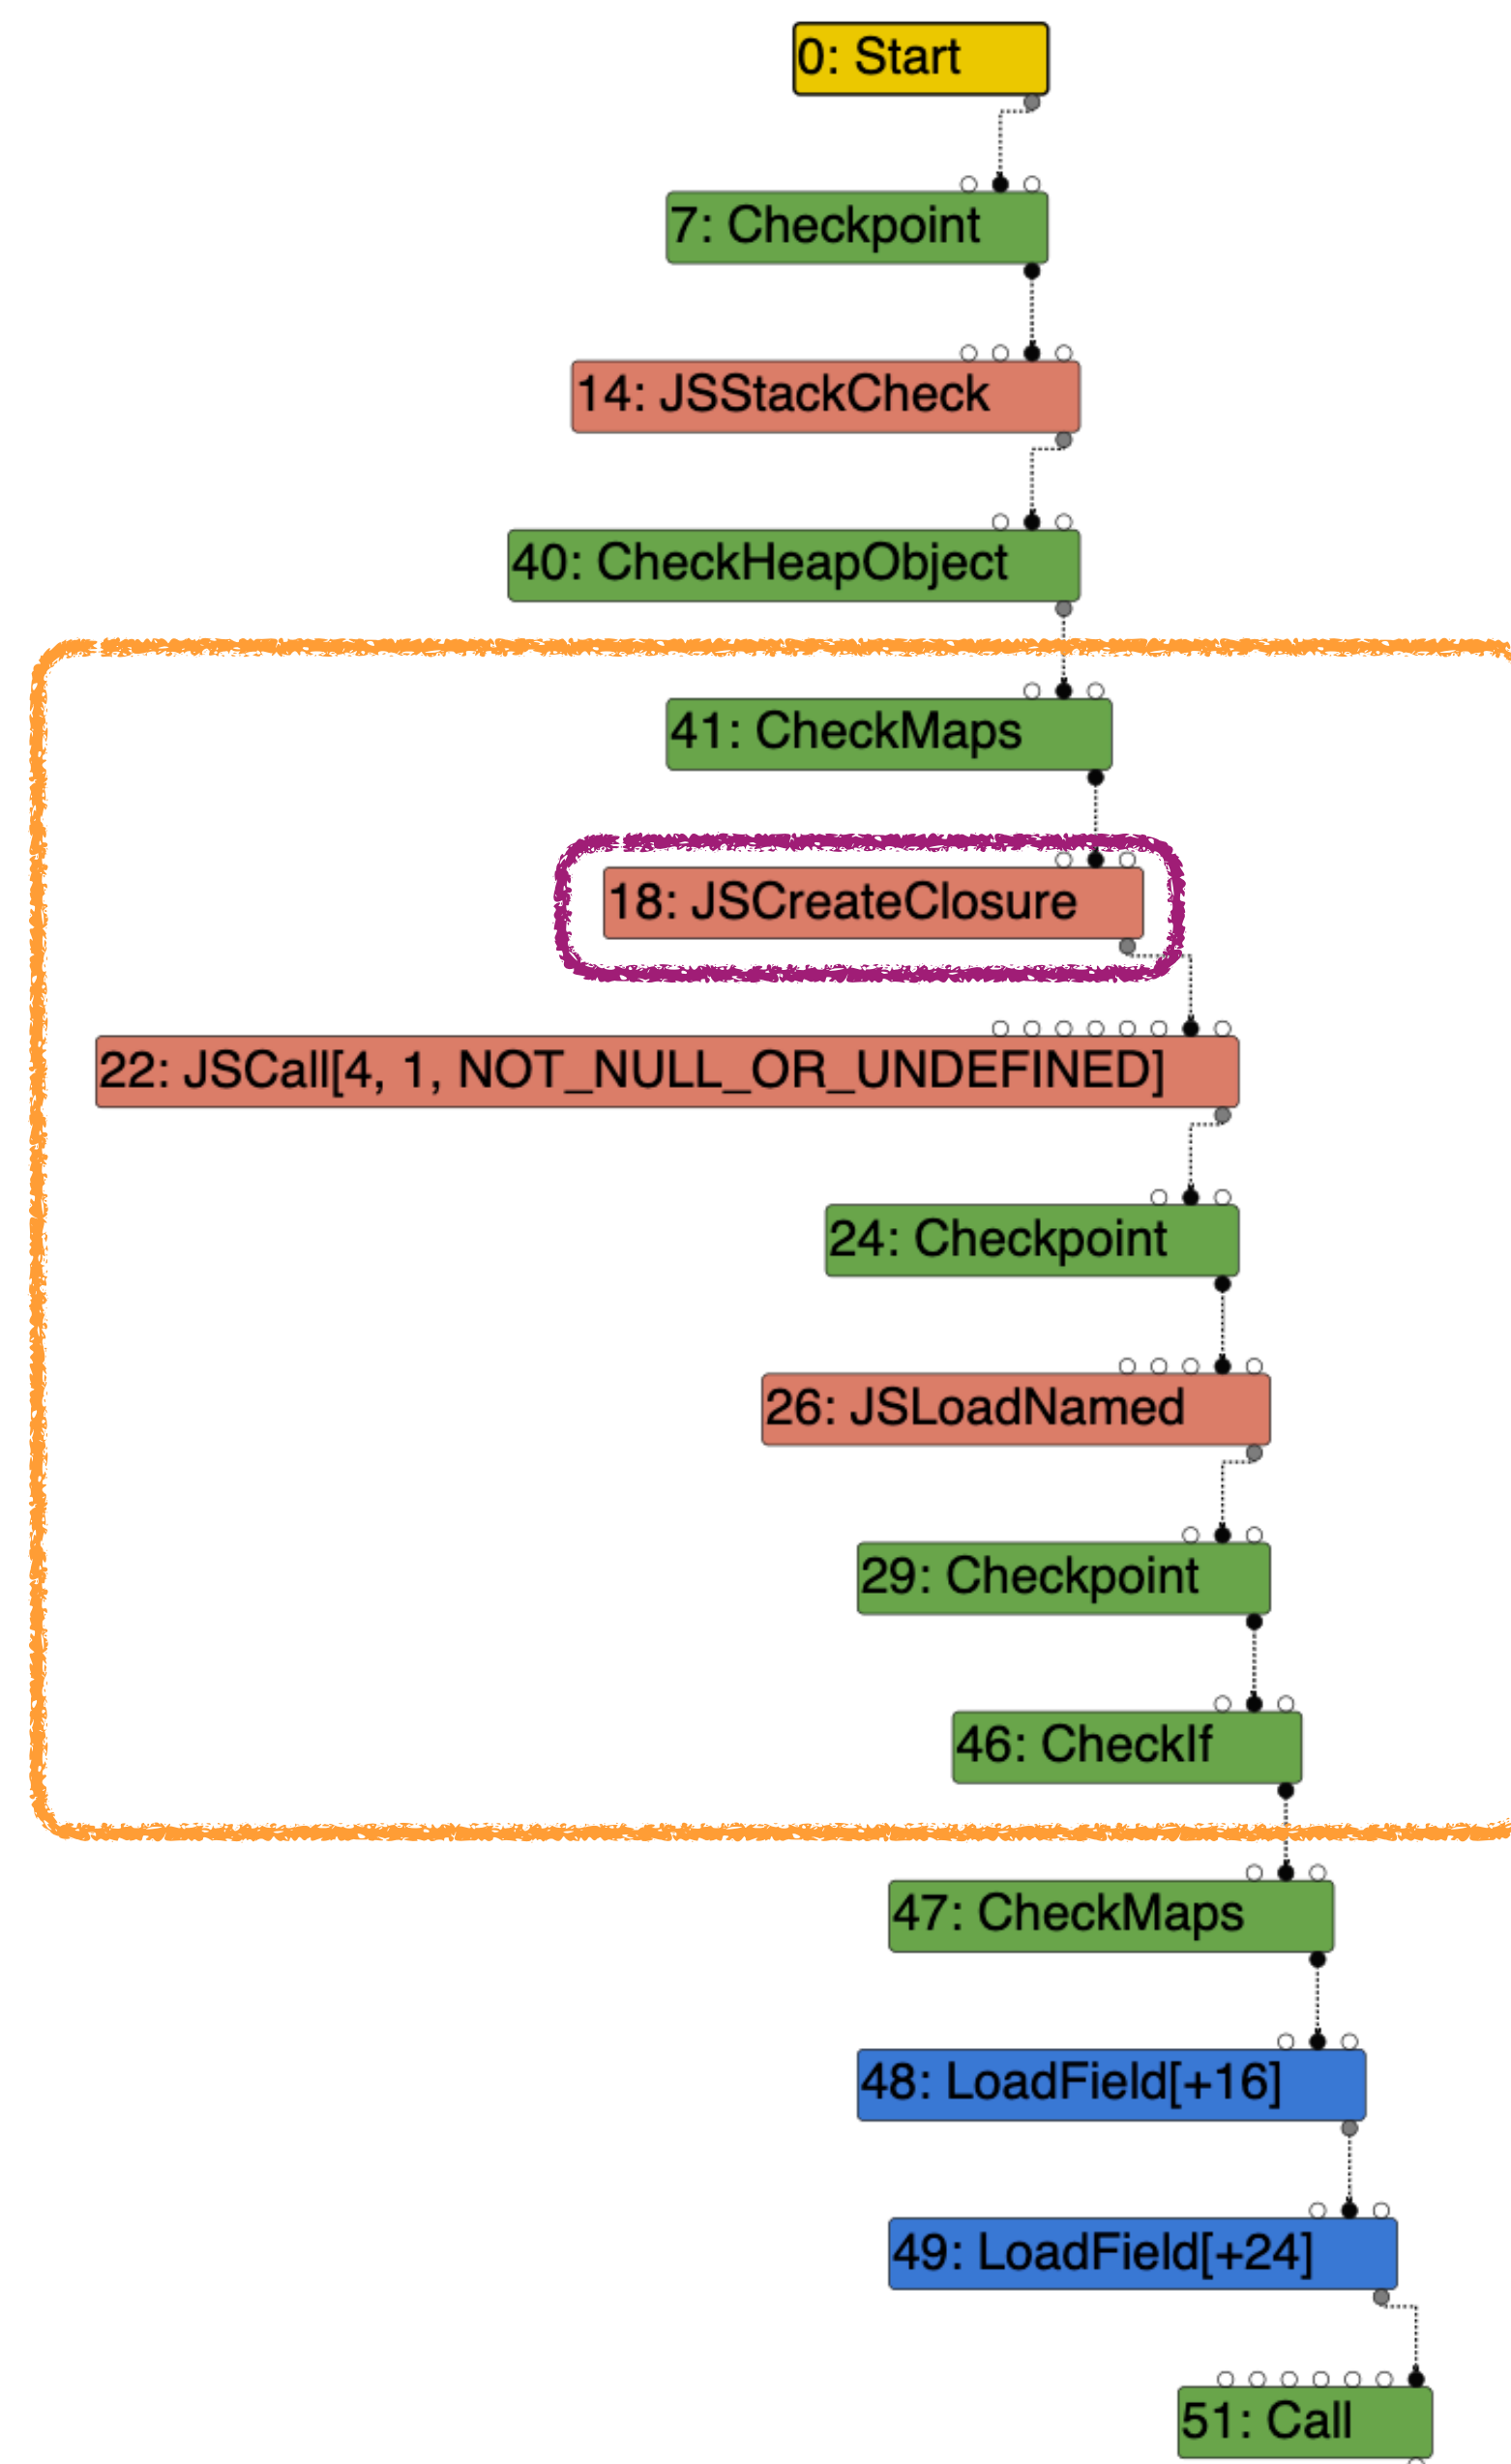 0: Start
7: Checkpoint
14: JSStackCheck
40: CheckHeapObject
41: CheckMaps
18: JSCreateClosure
22: JSCall[4, 1, NOT_NULL_OR_UNDEFINED]
24: Checkpoint
26: JSLoadNamed
29: Checkpoint
46: CheckIf
47: CheckMaps
48: LoadField[+16]
49: LoadField[+24]
51: Call